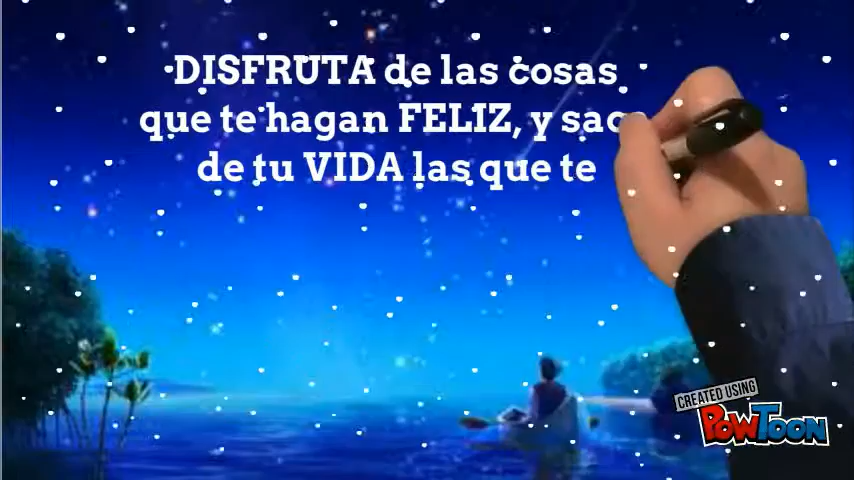 DISFRUTA de las cosas
que te hagan FELIZ, y
de tu VIDA las que te
CREATED USING
POWTOON